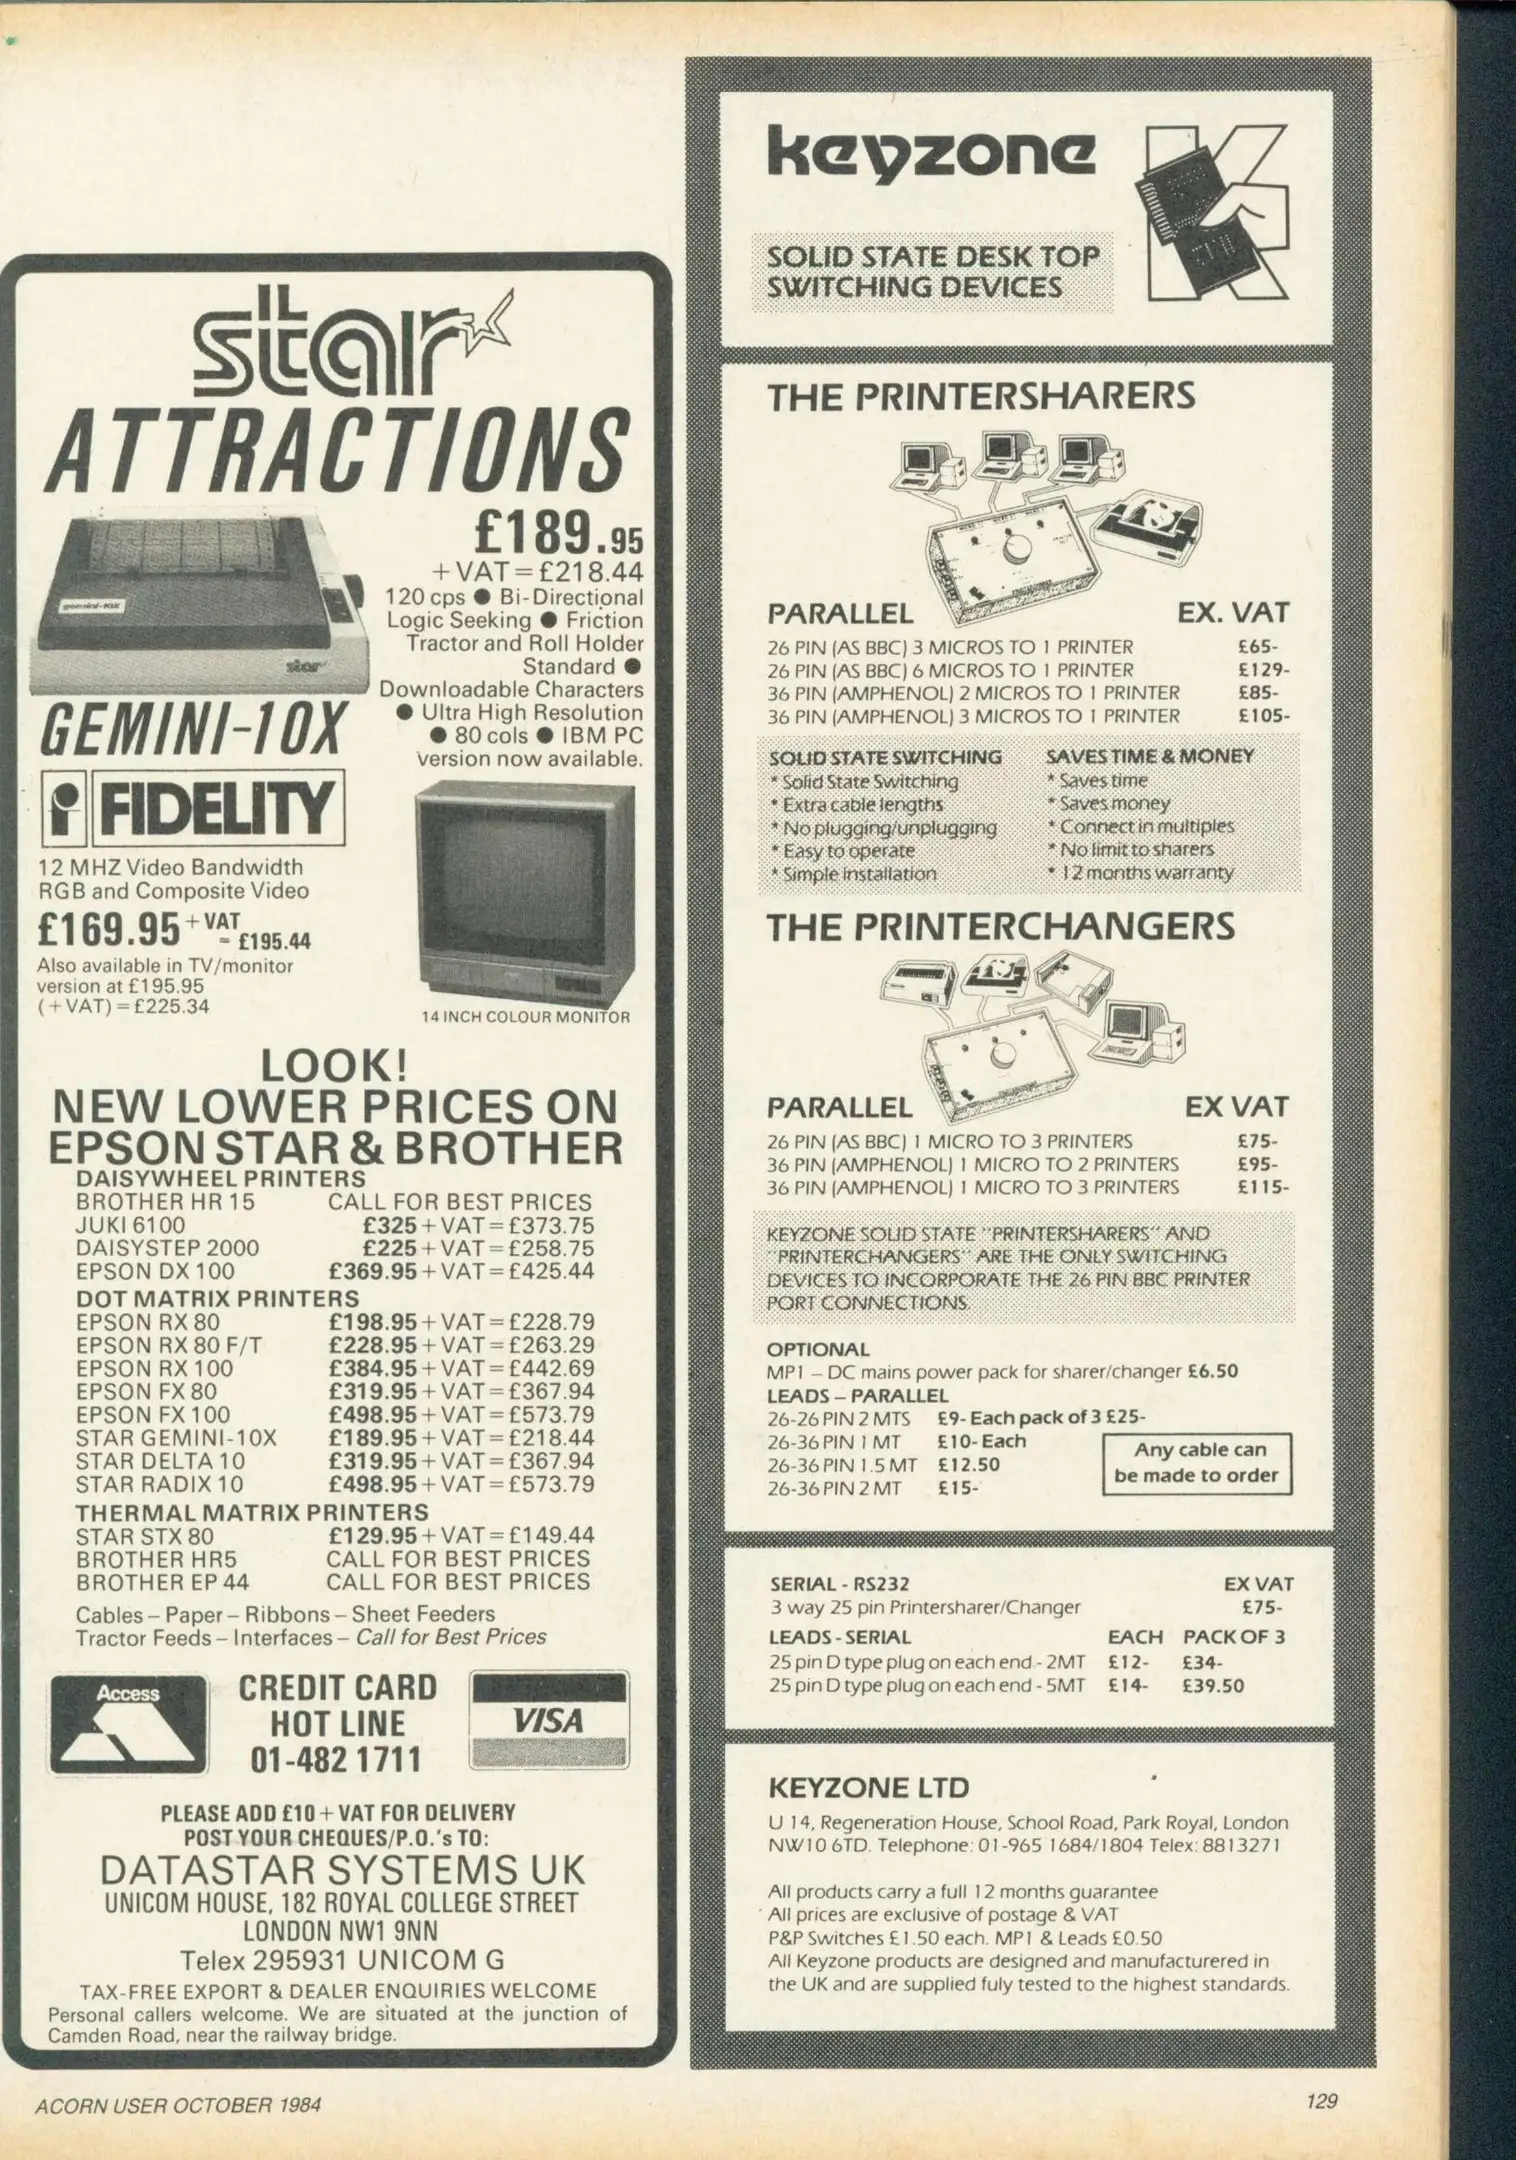 star
ATTRACTIONS
£189.95
+VAT=£218.44
120 cps ● Bi-Directional
Logic Seeking ● Friction
Tractor and Roll Holder
Standard ●
Downloadable Characters
● Ultra High Resolution
● 80 cols ● IBM PC
version now available.
gemini-10X
star
GEMINI-10X
FIDELITY
12 MHZ Video Bandwidth
RGB and Composite Video
£169.95 + VAT = £195.44
Also available in TV/monitor
version at £195.95
(+VAT)=£225.34
14 INCH COLOUR MONITOR
LOOK!
NEW LOWER PRICES ON
EPSON STAR & BROTHER
DAISYWHEEL PRINTERS
BROTHER HR 15 CALL FOR BEST PRICES
JUKI 6100 £325+VAT=£373.75
DAISYSTEP 2000 £225+VAT=£258.75
EPSON DX 100 £369.95+VAT=£425.44
DOT MATRIX PRINTERS
EPSON RX 80 £198.95+VAT=£228.79
EPSON RX 80 F/T £228.95+VAT=£263.29
EPSON RX 100 £384.95+VAT=£442.69
EPSON FX 80 £319.95+VAT=£367.94
EPSON FX 100 £498.95+VAT=£573.79
STAR GEMINI-10X £189.95+VAT=£218.44
STAR DELTA 10 £319.95+VAT=£367.94
STAR RADIX 10 £498.95+VAT=£573.79
THERMAL MATRIX PRINTERS
STAR STX 80 £129.95+VAT=£149.44
BROTHER HR5 CALL FOR BEST PRICES
BROTHER EP 44 CALL FOR BEST PRICES
Cables – Paper – Ribbons – Sheet Feeders
Tractor Feeds – Interfaces – Call for Best Prices
Access
CREDIT CARD
HOT LINE
01-482 1711
VISA
PLEASE ADD £10 + VAT FOR DELIVERY
POST YOUR CHEQUES/P.O.'s TO:
DATASTAR SYSTEMS UK
UNICOM HOUSE, 182 ROYAL COLLEGE STREET
LONDON NW1 9NN
Telex 295931 UNICOM G
TAX-FREE EXPORT & DEALER ENQUIRIES WELCOME
Personal callers welcome. We are situated at the junction of
Camden Road, near the railway bridge.
keyzone
SOLID STATE DESK TOP
SWITCHING DEVICES
THE PRINTERSHARERS
PARALLEL EX. VAT
26 PIN (AS BBC) 3 MICROS TO 1 PRINTER £65-
26 PIN (AS BBC) 6 MICROS TO 1 PRINTER £129-
36 PIN (AMPHENOL) 2 MICROS TO 1 PRINTER £85-
36 PIN (AMPHENOL) 3 MICROS TO 1 PRINTER £105-
SOLID STATE SWITCHING
* Solid State Switching
* Extra cable lengths
* No plugging/unplugging
* Easy to operate
* Simple installation
SAVES TIME & MONEY
* Saves time
* Saves money
* Connect in multiples
* No limit to sharers
* 12 months warranty
THE PRINTERCHANGERS
PARALLEL EX VAT
26 PIN (AS BBC) 1 MICRO TO 3 PRINTERS £75-
36 PIN (AMPHENOL) 1 MICRO TO 2 PRINTERS £95-
36 PIN (AMPHENOL) 1 MICRO TO 3 PRINTERS £115-
KEYZONE SOLID STATE "PRINTERSHARERS" AND
"PRINTERCHANGERS" ARE THE ONLY SWITCHING
DEVICES TO INCORPORATE THE 26 PIN BBC PRINTER
PORT CONNECTIONS.
OPTIONAL
MP1 – DC mains power pack for sharer/changer £6.50
LEADS – PARALLEL
26-26 PIN 2 MTS £9- Each pack of 3 £25-
26-36 PIN 1 MT £10- Each
26-36 PIN 1.5 MT £12.50
26-36 PIN 2 MT £15-
Any cable can
be made to order
SERIAL - RS232 EX VAT
3 way 25 pin Printersharer/Changer £75-
LEADS - SERIAL EACH PACK OF 3
25 pin D type plug on each end - 2MT £12- £34-
25 pin D type plug on each end - 5MT £14- £39.50
KEYZONE LTD
U 14, Regeneration House, School Road, Park Royal, London
NW10 6TD. Telephone: 01-965 1684/1804 Telex: 8813271
All products carry a full 12 months guarantee
All prices are exclusive of postage & VAT
P&P Switches £1.50 each. MP1 & Leads £0.50
All Keyzone products are designed and manufacturered in
the UK and are supplied fuly tested to the highest standards.
ACORN USER OCTOBER 1984
129